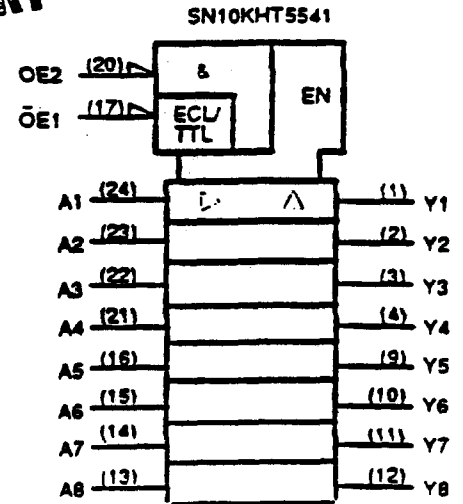 SN10KHT5541
OE2 (20) &
EN
OE1 (17) ECL/
TTL
A1 (24) (1) Y1
A2 (23) (2) Y2
A3 (22) (3) Y3
A4 (21) (4) Y4
A5 (16) (9) Y5
A6 (15) (10) Y6
A7 (14) (11) Y7
A8 (13) (12) Y8